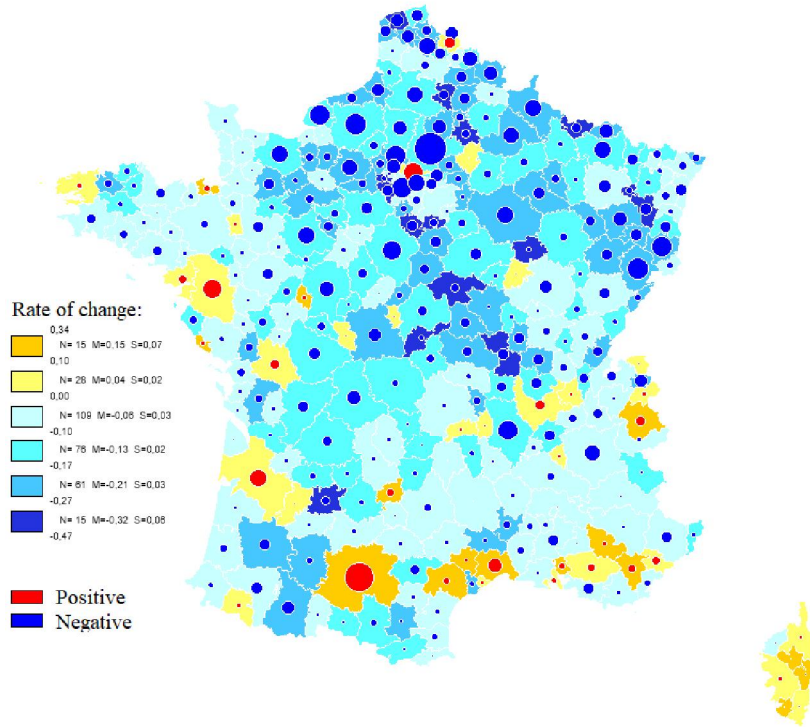 Rate of change:
0,34
N= 15 M=0,15 S=0,07
0,10
N= 28 M=0,04 S=0,02
0,00
N= 109 M=-0,06 S=0,03
-0,10
N= 76 M=-0,13 S=0,02
-0,17
N= 61 M=-0,21 S=0,03
-0,27
N= 15 M=-0,32 S=0,06
-0,47
Positive
Negative